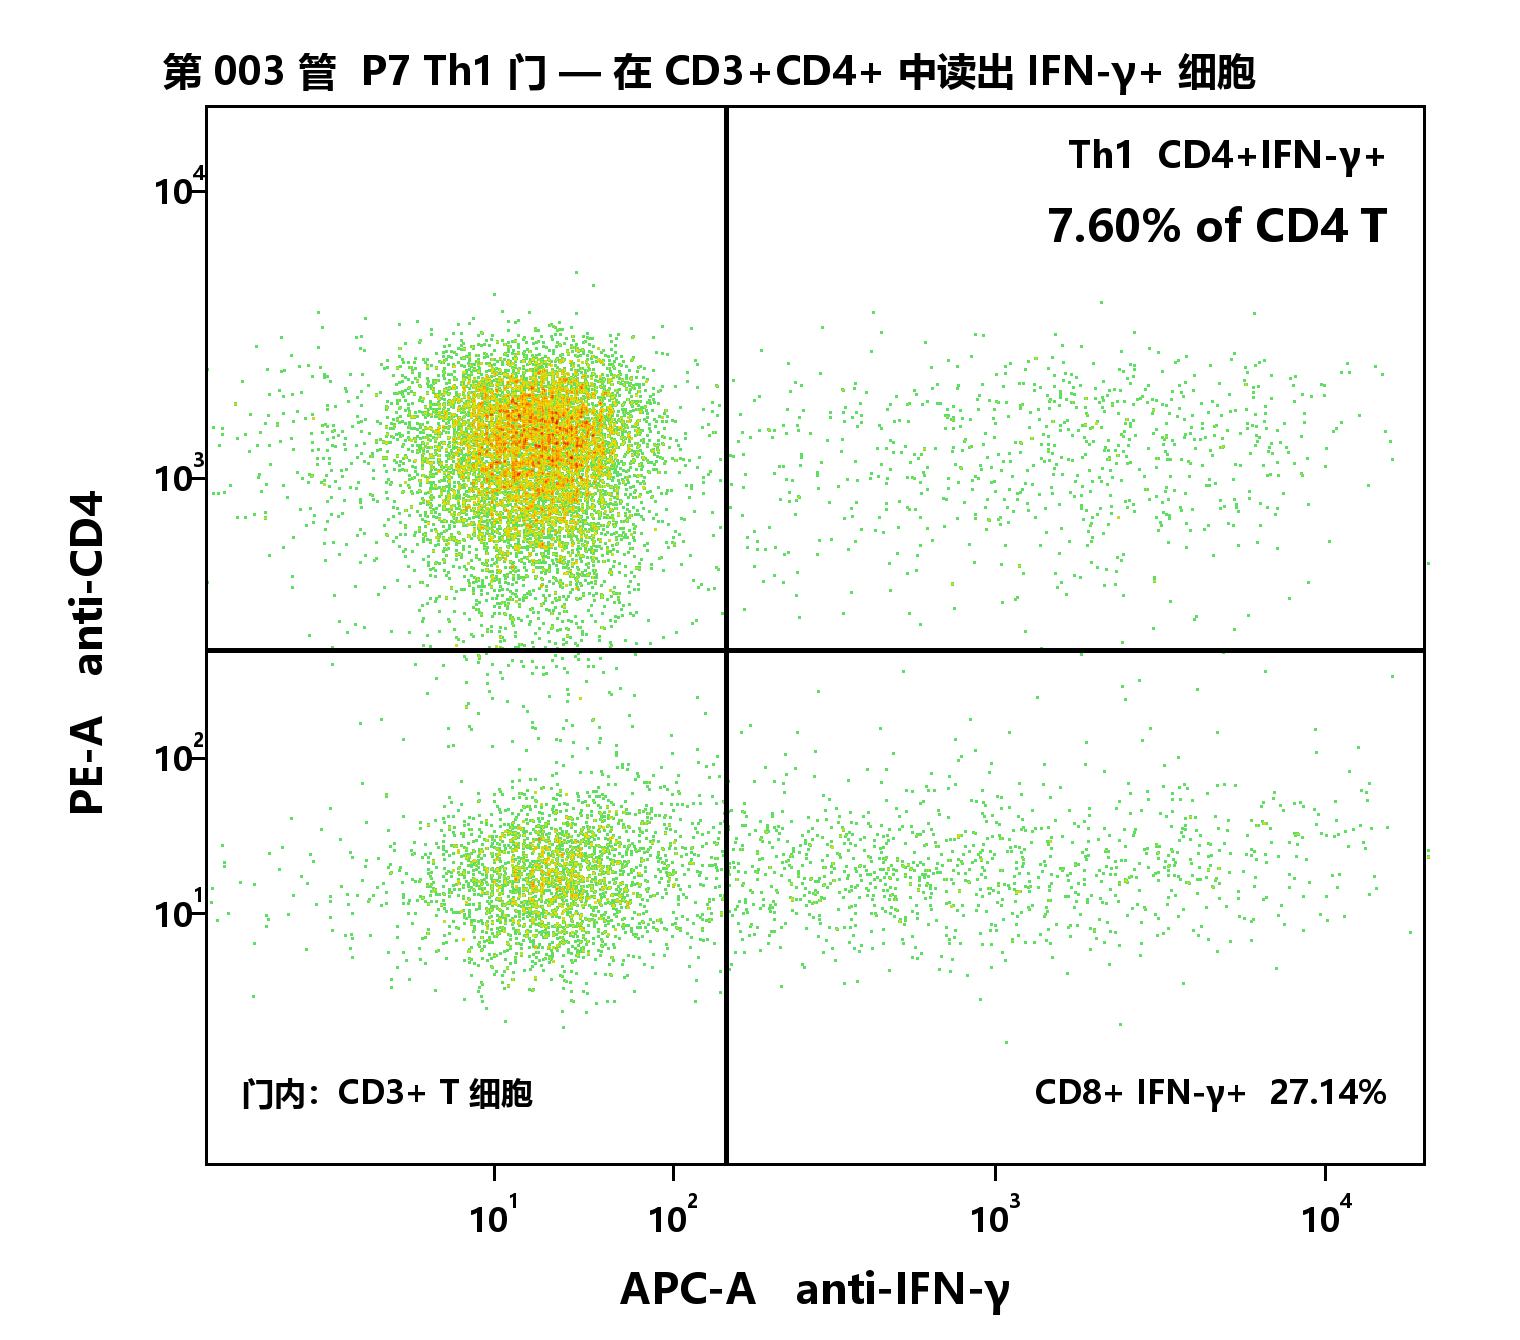 第 003 管 P7 Th1 门 — 在 CD3+CD4+ 中读出 IFN-γ+ 细胞
Th1 CD4+IFN-γ+
7.60% of CD4 T
10⁴
10³
10²
10¹
PE-A anti-CD4
门内：CD3+ T 细胞
CD8+ IFN-γ+ 27.14%
10¹ 10² 10³ 10⁴
APC-A anti-IFN-γ